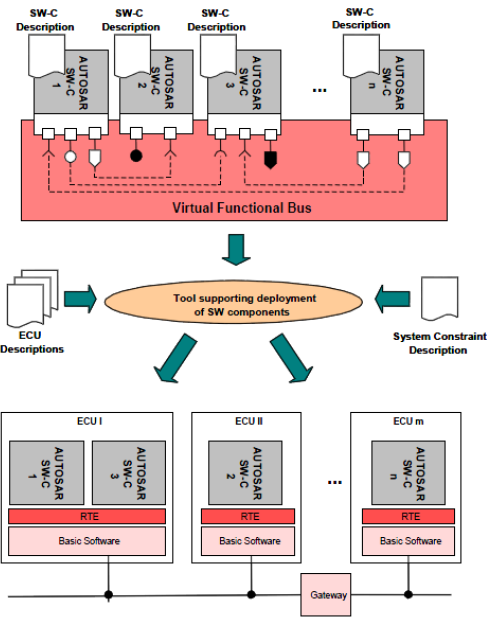 SW-C
Description
SW-C
Description
SW-C
Description
SW-C
Description
AUTOSAR
SW-C
1
AUTOSAR
SW-C
2
AUTOSAR
SW-C
3
...
AUTOSAR
SW-C
n
Virtual Functional Bus
ECU
Descriptions
Tool supporting deployment
of SW components
System Constraint
Description
ECU I
AUTOSAR
SW-C
1
AUTOSAR
SW-C
3
RTE
Basic Software
ECU II
AUTOSAR
SW-C
2
RTE
Basic Software
...
ECU m
AUTOSAR
SW-C
n
RTE
Basic Software
Gateway